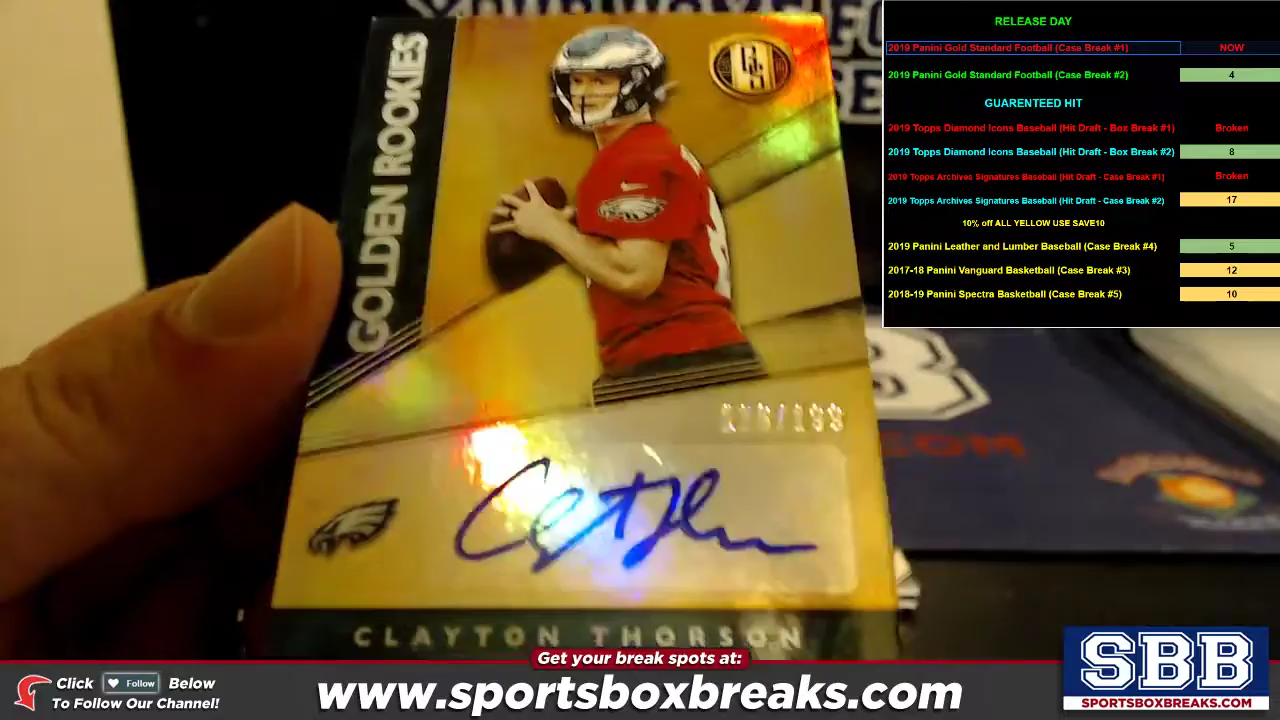 GOLDEN ROOKIES
CLAYTON THORSON
RELEASE DAY
2019 Panini Gold Standard Football (Case Break #1) NOW
2019 Panini Gold Standard Football (Case Break #2) 4
GUARENTEED HIT
2019 Topps Diamond Icons Baseball (Hit Draft - Box Break #1) Broken
2019 Topps Diamond Icons Baseball (Hit Draft - Box Break #2) 8
2019 Topps Archives Signatures Baseball (Hit Draft - Case Break #1) Broken
2019 Topps Archives Signatures Baseball (Hit Draft - Case Break #2) 17
10% off ALL YELLOW USE SAVE10
2019 Panini Leather and Lumber Baseball (Case Break #4) 5
2017-18 Panini Vanguard Basketball (Case Break #3) 12
2018-19 Panini Spectra Basketball (Case Break #5) 10
Get your break spots at:
Click Follow Below
To Follow Our Channel!
www.sportsboxbreaks.com
SBB
SPORTSBOXBREAKS.COM